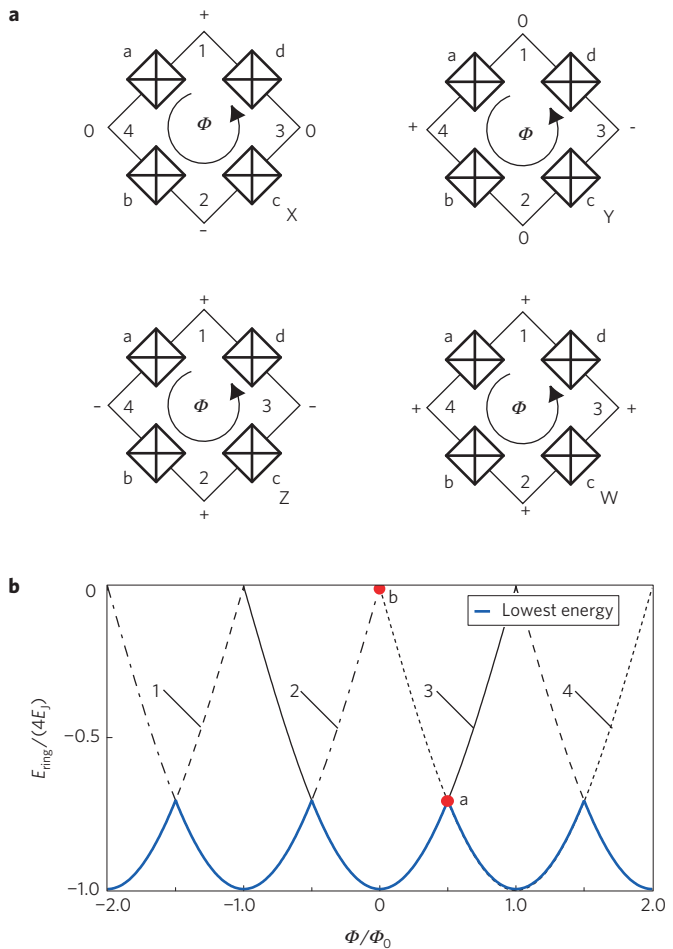 a
+
a
d
1
0
4
Φ
3
0
b
2
c
-
X
0
a
d
1
+
4
Φ
3
-
b
2
c
0
Y
+
a
d
1
-
4
Φ
3
-
b
2
c
+
Z
+
a
d
1
+
4
Φ
3
+
b
2
c
+
W
b
0
b
Lowest energy
1
2
3
4
E_ring/(4E_J)
−0.5
a
−1.0
−2.0
−1.0
0
1.0
2.0
Φ/Φ_0